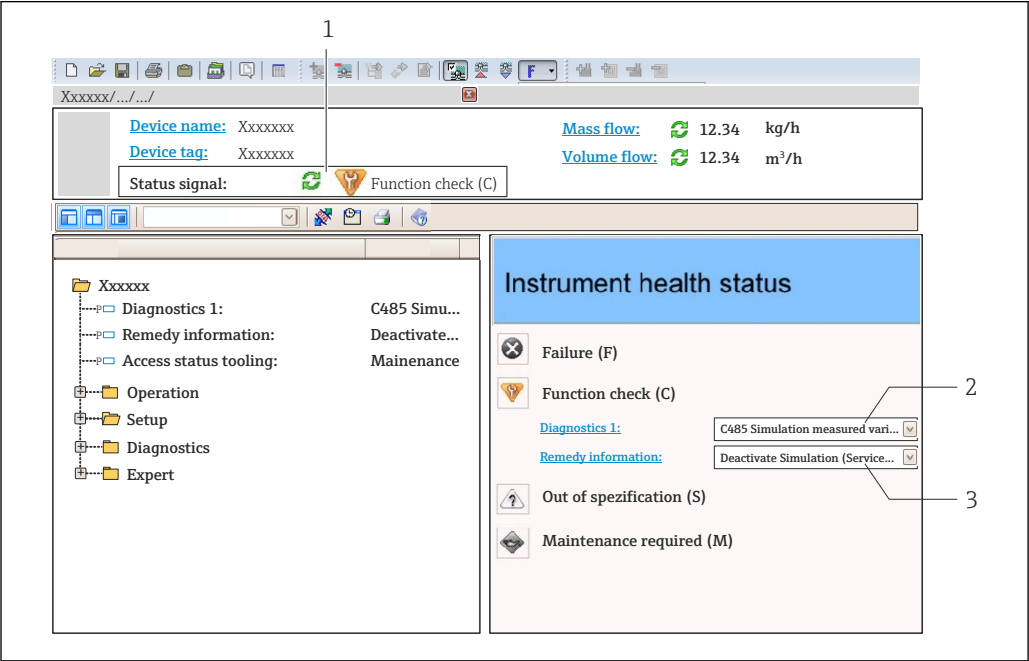 1
F
Xxxxxx/.../.../
Device name: Xxxxxxx
Mass flow: 12.34 kg/h
Device tag: Xxxxxxx
Volume flow: 12.34 m³/h
Status signal: Function check (C)
Instrument health status
Xxxxxx
Diagnostics 1: C485 Simu...
Remedy information: Deactivate...
Access status tooling: Mainenance
Operation
Setup
Diagnostics
Expert
Failure (F)
Function check (C)
Diagnostics 1: C485 Simulation measured vari...
2
Remedy information: Deactivate Simulation (Service...
3
Out of spezification (S)
Maintenance required (M)